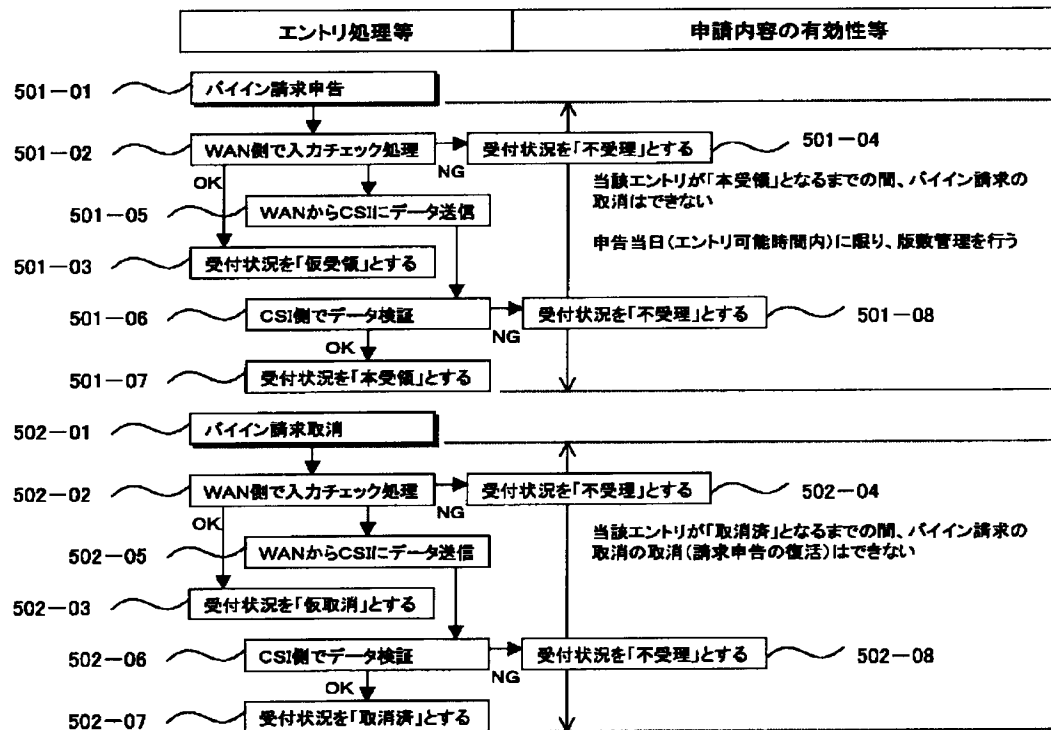 エントリ処理等
申請内容の有効性等
501-01
バイイン請求申告
501-02
WAN側で入力チェック処理
NG
受付状況を「不受理」とする
501-04
OK
当該エントリが「本受領」となるまでの間、バイイン請求の
取消はできない
501-05
WANからCSIにデータ送信
申告当日(エントリ可能時間内)に限り、版数管理を行う
501-03
受付状況を「仮受領」とする
501-06
CSI側でデータ検証
NG
受付状況を「不受理」とする
501-08
OK
501-07
受付状況を「本受領」とする
502-01
バイイン請求取消
502-02
WAN側で入力チェック処理
NG
受付状況を「不受理」とする
502-04
OK
当該エントリが「取消済」となるまでの間、バイイン請求の
取消の取消(請求申告の復活)はできない
502-05
WANからCSIにデータ送信
502-03
受付状況を「仮取消」とする
502-06
CSI側でデータ検証
NG
受付状況を「不受理」とする
502-08
OK
502-07
受付状況を「取消済」とする